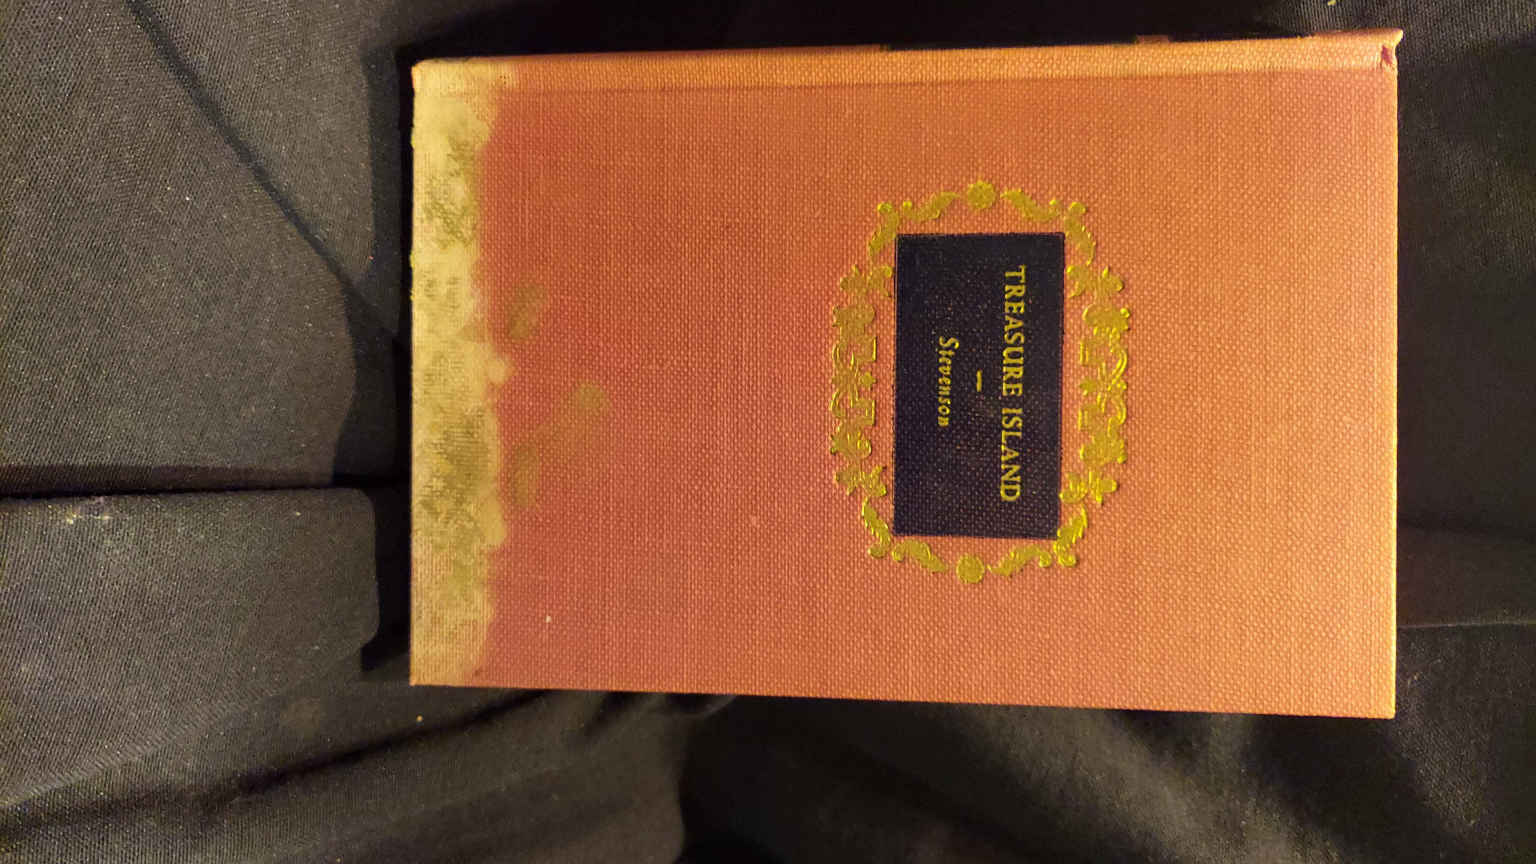 TREASURE ISLAND
—
Stevenson